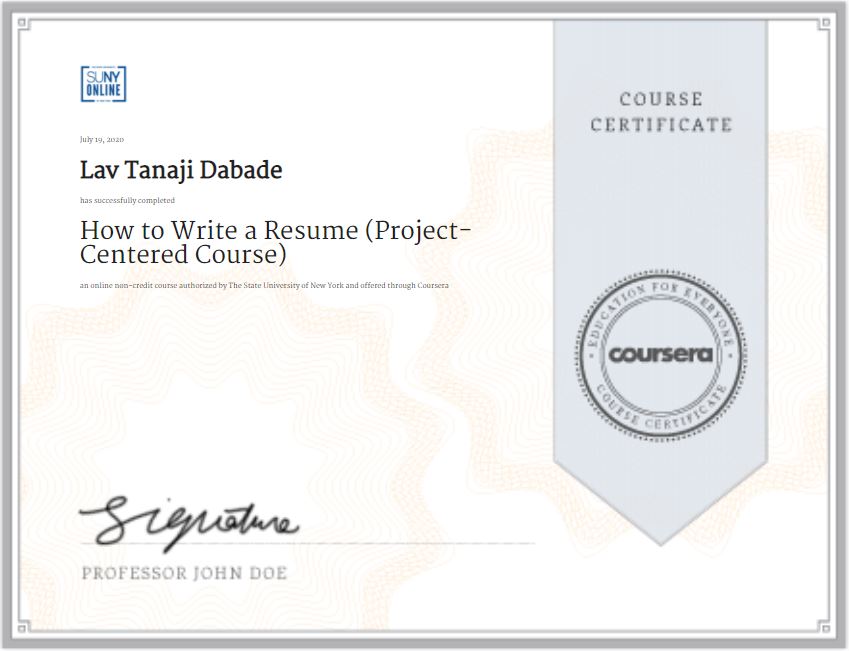 SUNY
ONLINE
COURSE
CERTIFICATE
July 19, 2020
Lav Tanaji Dabade
has successfully completed
How to Write a Resume (Project-
Centered Course)
an online non-credit course authorized by The State University of New York and offered through Coursera
EDUCATION FOR EVERYONE
coursera
COURSE CERTIFICATE
Signature
PROFESSOR JOHN DOE